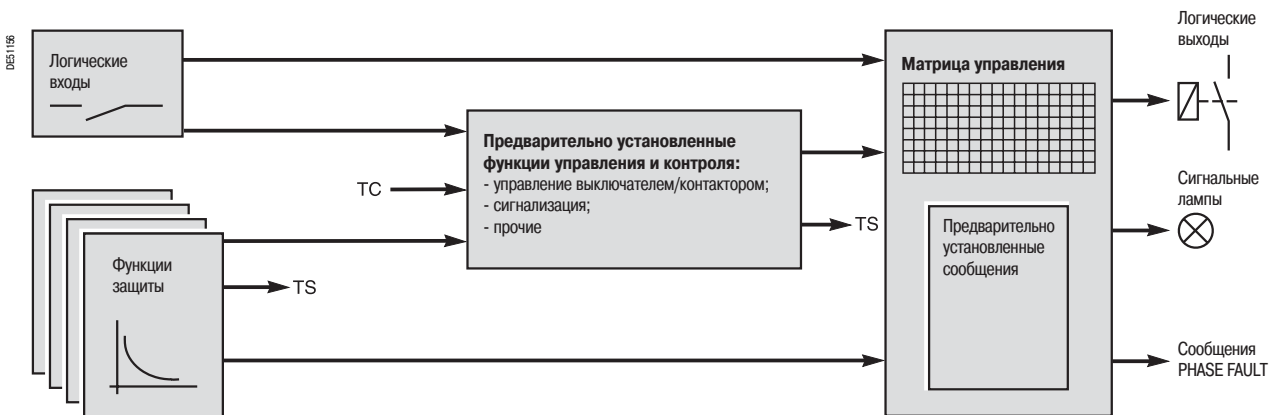 DE51156
Логические
входы
Предварительно установленные
функции управления и контроля:
- управление выключателем/контактором;
- сигнализация;
- прочие
TC
TS
Функции
защиты
TS
Матрица управления
Предварительно
установленные
сообщения
Логические
выходы
Сигнальные
лампы
Сообщения
PHASE FAULT